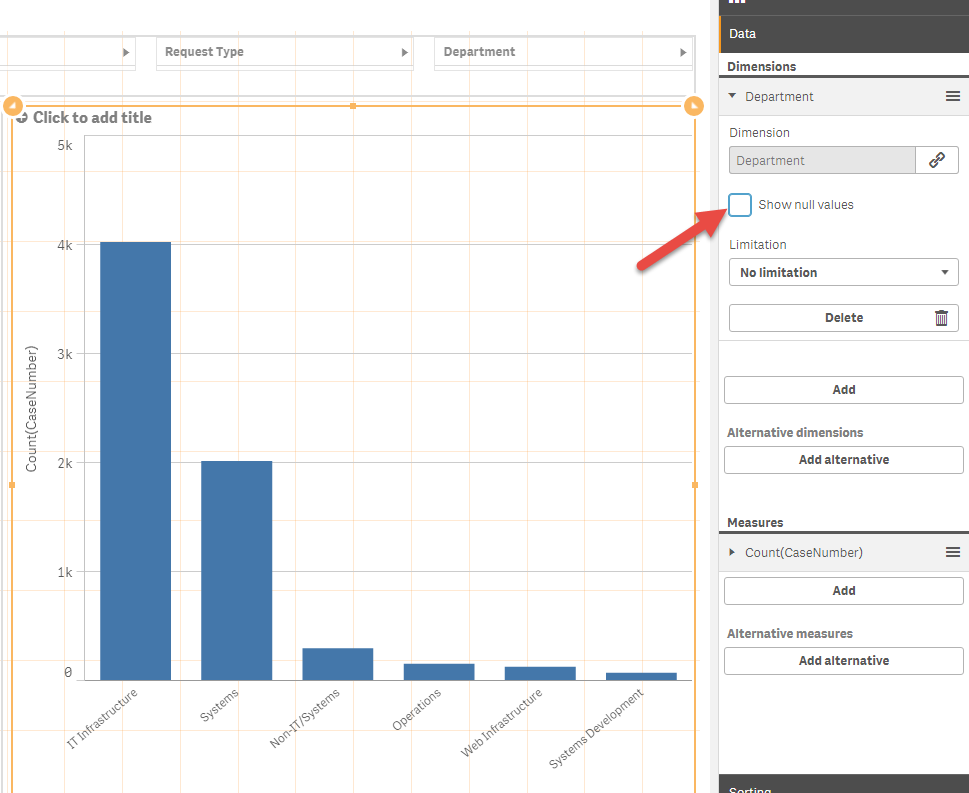 Request Type
Department
Click to add title
5k
4k
3k
2k
1k
0
Count(CaseNumber)
IT Infrastructure
Systems
Non-IT/Systems
Operations
Web Infrastructure
Systems Development
Data
Dimensions
Department
Dimension
Department
Show null values
Limitation
No limitation
Delete
Add
Alternative dimensions
Add alternative
Measures
Count(CaseNumber)
Add
Alternative measures
Add alternative
Sorting